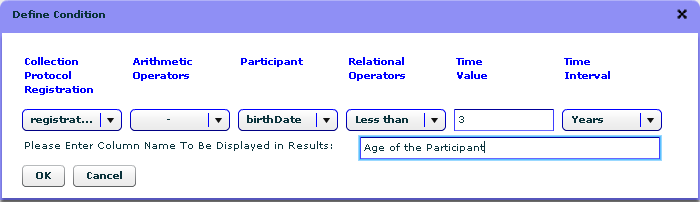 Define Condition
Collection Protocol Registration
Arithmetic Operators
Participant
Relational Operators
Time Value
Time Interval
registrat...
-
birthDate
Less than
3
Years
Please Enter Column Name To Be Displayed in Results:
Age of the Participant
OK
Cancel